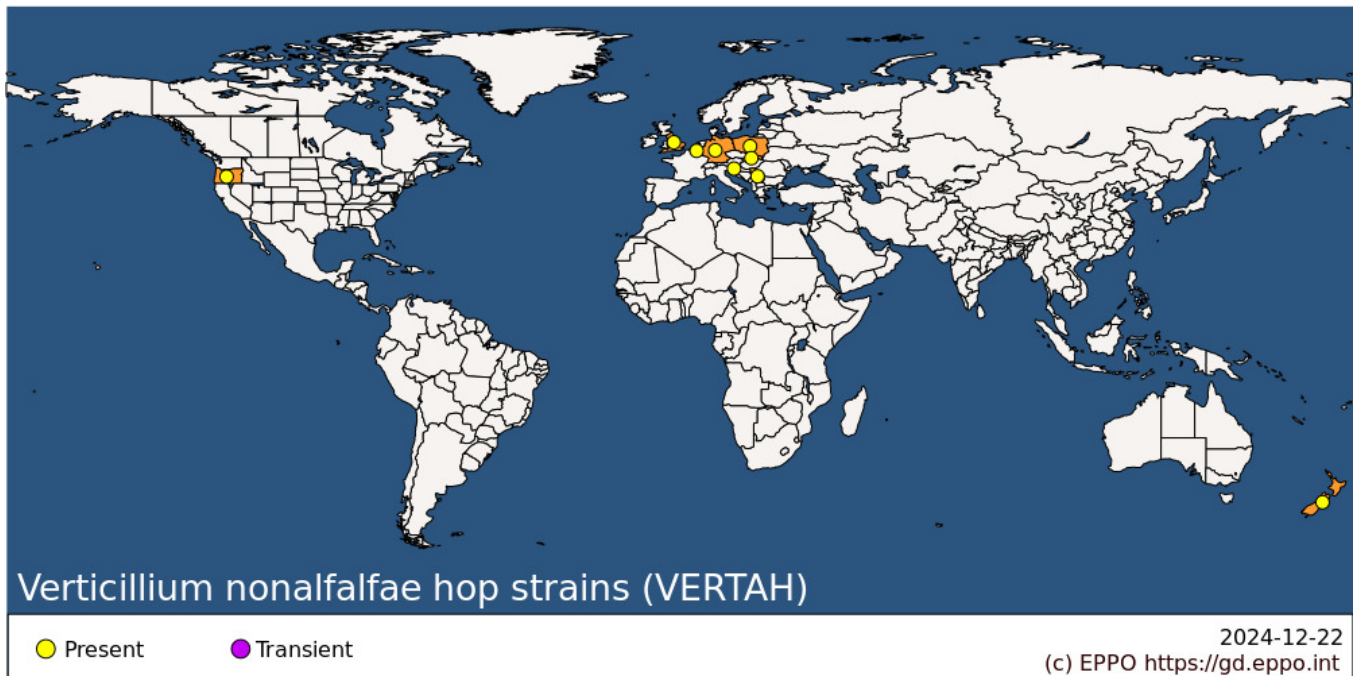 Verticillium nonalfalfae hop strains (VERTAH)
Present
Transient
2024-12-22
(c) EPPO https://gd.eppo.int